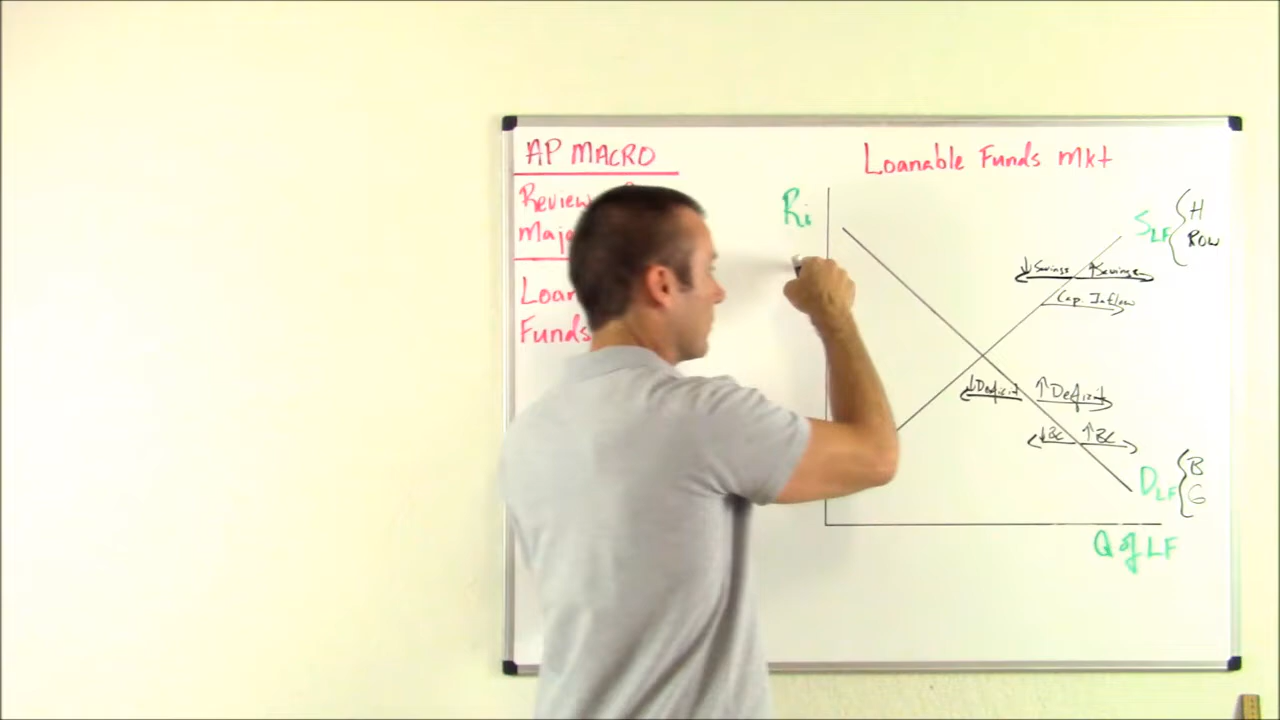 AP MACRO
Review
Maj
Loan
Funds
Loanable Funds Mkt
Ri
SLF { H
ROW
↓Savings ↑Savings
Cap. Inflow
↓Deficit ↑Deficit
↓BC ↑BC
DLF { B
G
Q of LF